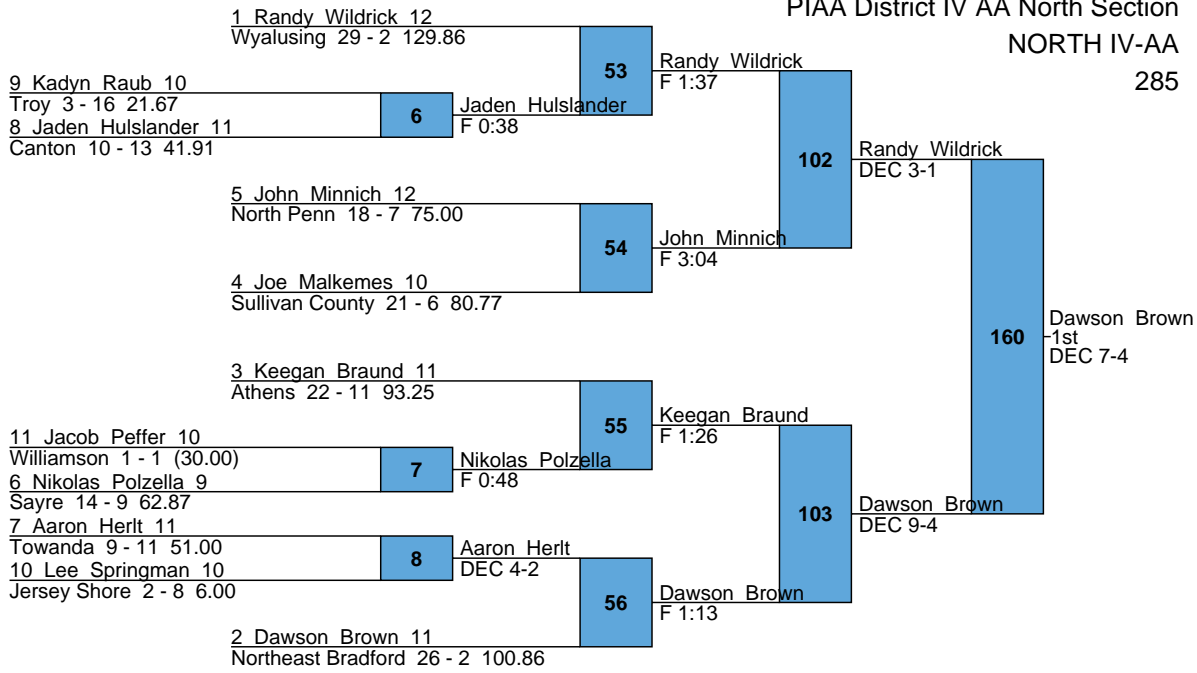 PIAA District IV AA North Section
NORTH IV-AA
285
1 Randy Wildrick 12
Wyalusing 29 - 2 129.86
9 Kadyn Raub 10
Troy 3 - 16 21.67
8 Jaden Hulslander 11
Canton 10 - 13 41.91
6
Jaden Hulslander
F 0:38
53
Randy Wildrick
F 1:37
5 John Minnich 12
North Penn 18 - 7 75.00
4 Joe Malkemes 10
Sullivan County 21 - 6 80.77
54
John Minnich
F 3:04
102
Randy Wildrick
DEC 3-1
3 Keegan Braund 11
Athens 22 - 11 93.25
11 Jacob Peffer 10
Williamson 1 - 1 (30.00)
6 Nikolas Polzella 9
Sayre 14 - 9 62.87
7
Nikolas Polzella
F 0:48
55
Keegan Braund
F 1:26
7 Aaron Herlt 11
Towanda 9 - 11 51.00
10 Lee Springman 10
Jersey Shore 2 - 8 6.00
8
Aaron Herlt
DEC 4-2
2 Dawson Brown 11
Northeast Bradford 26 - 2 100.86
56
Dawson Brown
F 1:13
103
Dawson Brown
DEC 9-4
160
Dawson Brown
1st
DEC 7-4